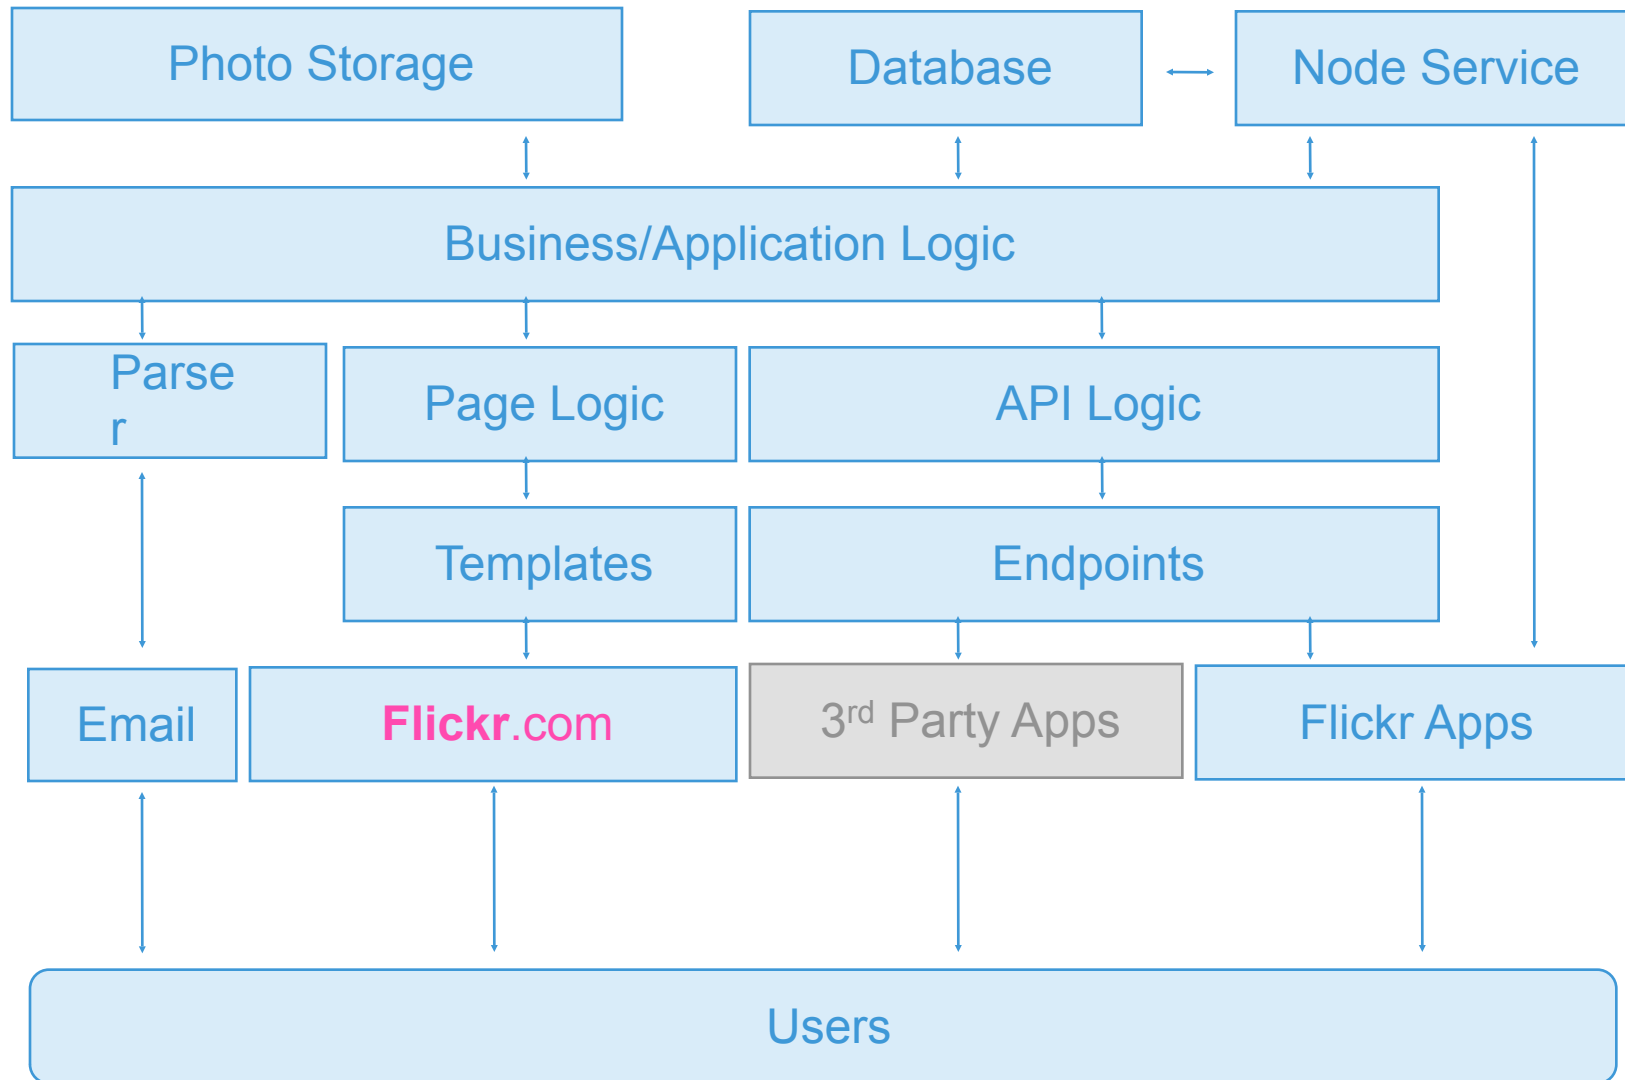 Photo Storage
Database
Node Service
Business/Application Logic
Parse
r
Page Logic
API Logic
Templates
Endpoints
Email
Flickr.com
3rd Party Apps
Flickr Apps
Users